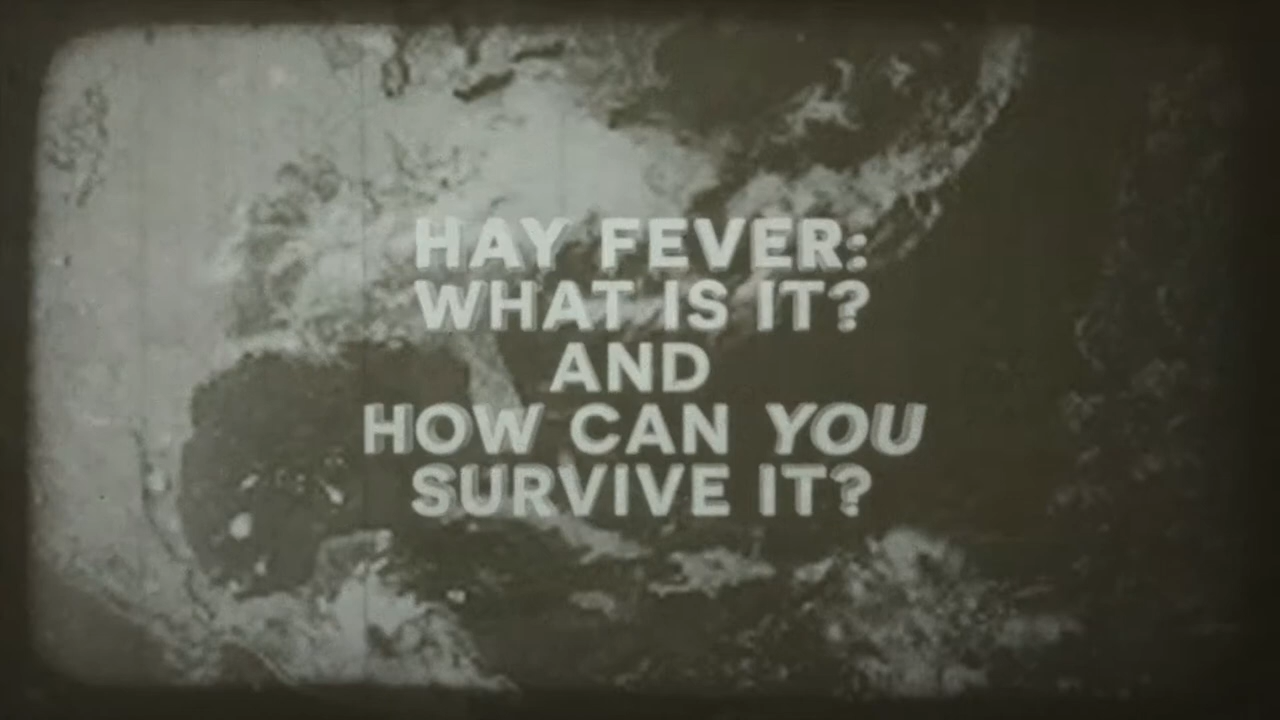 HAY FEVER:
WHAT IS IT?
AND
HOW CAN YOU
SURVIVE IT?